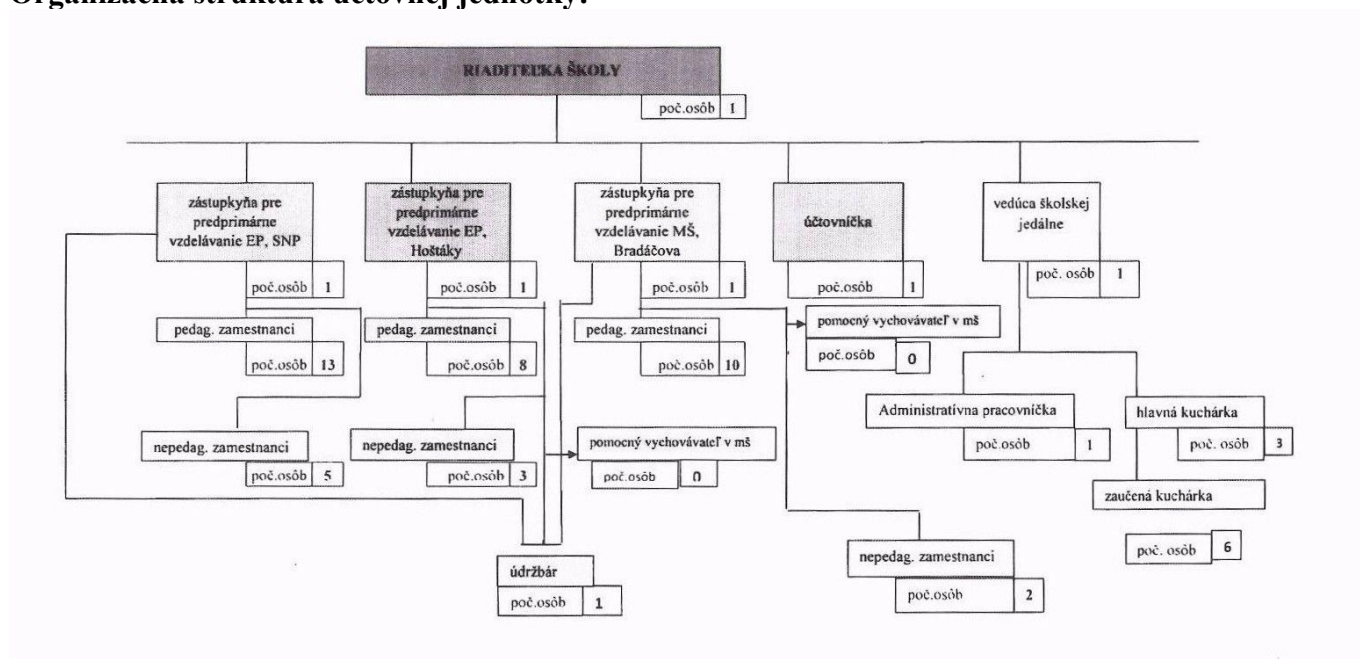 Organizačná štruktúra účtovnej jednotky:
RIADITEĽKA ŠKOLY
poč.osôb 1
zástupkyňa pre
predprimárne
vzdelávanie EP, SNP
poč.osôb 1
zástupkyňa pre
predprimárne
vzdelávanie EP,
Hoštáky
poč.osôb 1
zástupkyňa pre
predprimárne
vzdelávanie MŠ,
Bradáčova
poč.osôb 1
účtovníčka
poč.osôb 1
vedúca školskej
jedálne
poč. osôb 1
pedag. zamestnanci
poč.osôb 13
pedag. zamestnanci
poč.osôb 8
pedag. zamestnanci
poč.osôb 10
pomocný vychovávateľ v mš
poč.osôb 0
Administratívna pracovníčka
poč.osôb 1
hlavná kuchárka
poč. osôb 3
nepedag. zamestnanci
poč.osôb 5
nepedag. zamestnanci
poč.osôb 3
pomocný vychovávateľ v mš
poč.osôb 0
zaučená kuchárka
poč. osôb 6
údržbár
poč.osôb 1
nepedag. zamestnanci
poč.osôb 2